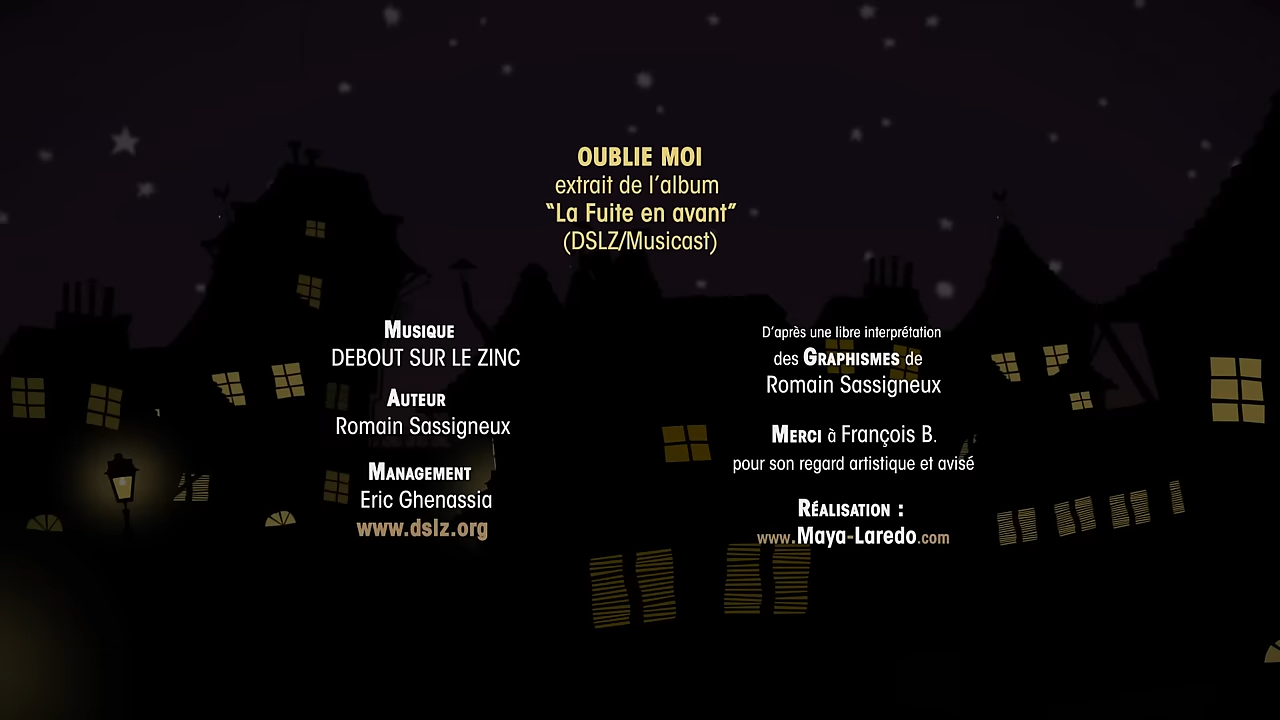 OUBLIE MOI
extrait de l'album
“La Fuite en avant”
(DSLZ/Musicast)
MUSIQUE
DEBOUT SUR LE ZINC
AUTEUR
Romain Sassigneux
MANAGEMENT
Eric Ghenassia
www.dslz.org
D'après une libre interprétation
des GRAPHISMES de
Romain Sassigneux
MERCI à François B.
pour son regard artistique et avisé
RÉALISATION :
www.Maya-Laredo.com